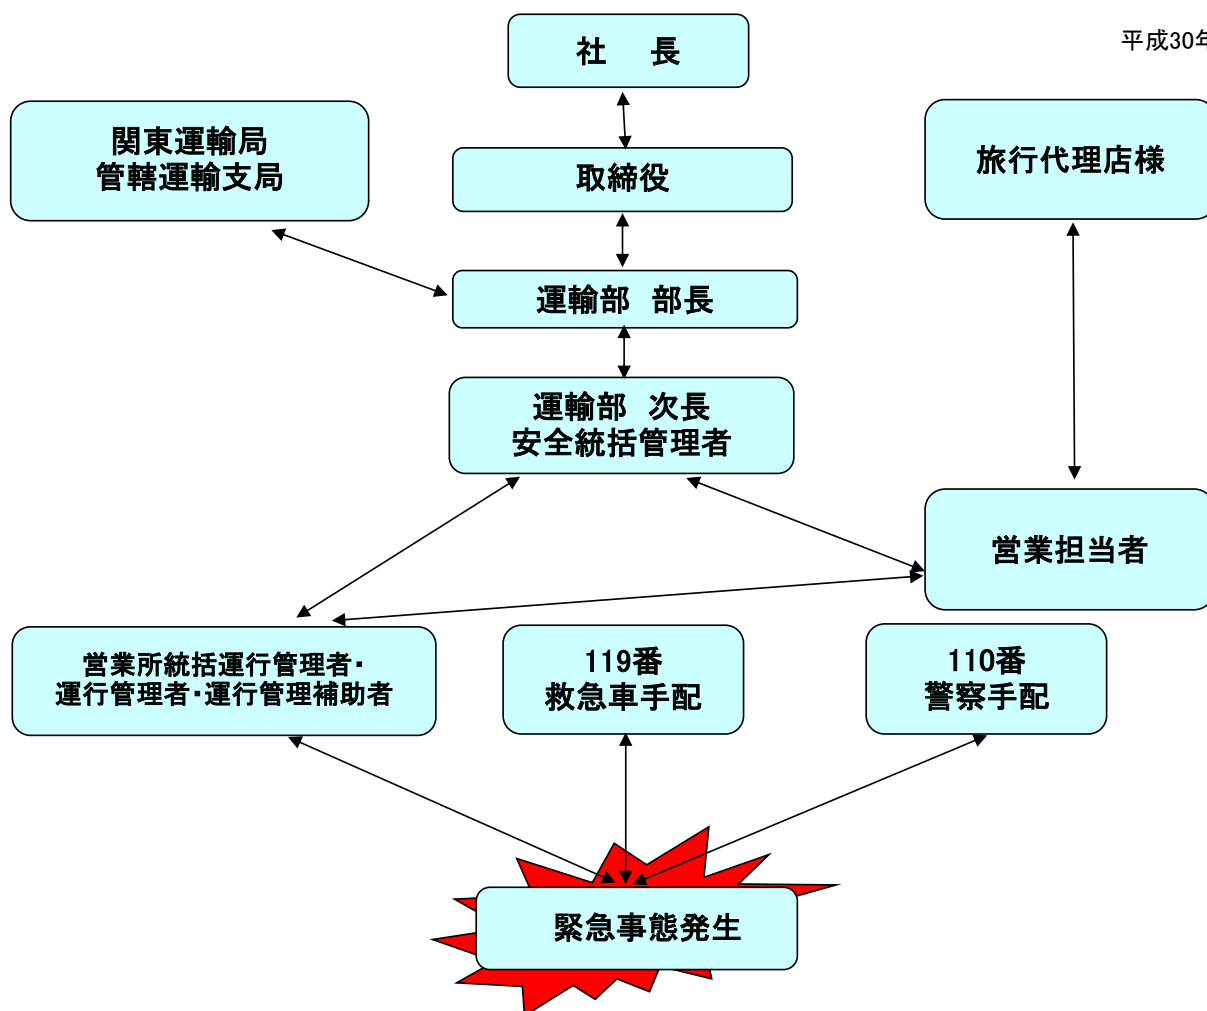 平成30年
社　長
関東運輸局
管轄運輸支局
旅行代理店様
取締役
運輸部　部長
運輸部　次長
安全統括管理者
営業担当者
営業所統括運行管理者・
運行管理者・運行管理補助者
119番
救急車手配
110番
警察手配
緊急事態発生